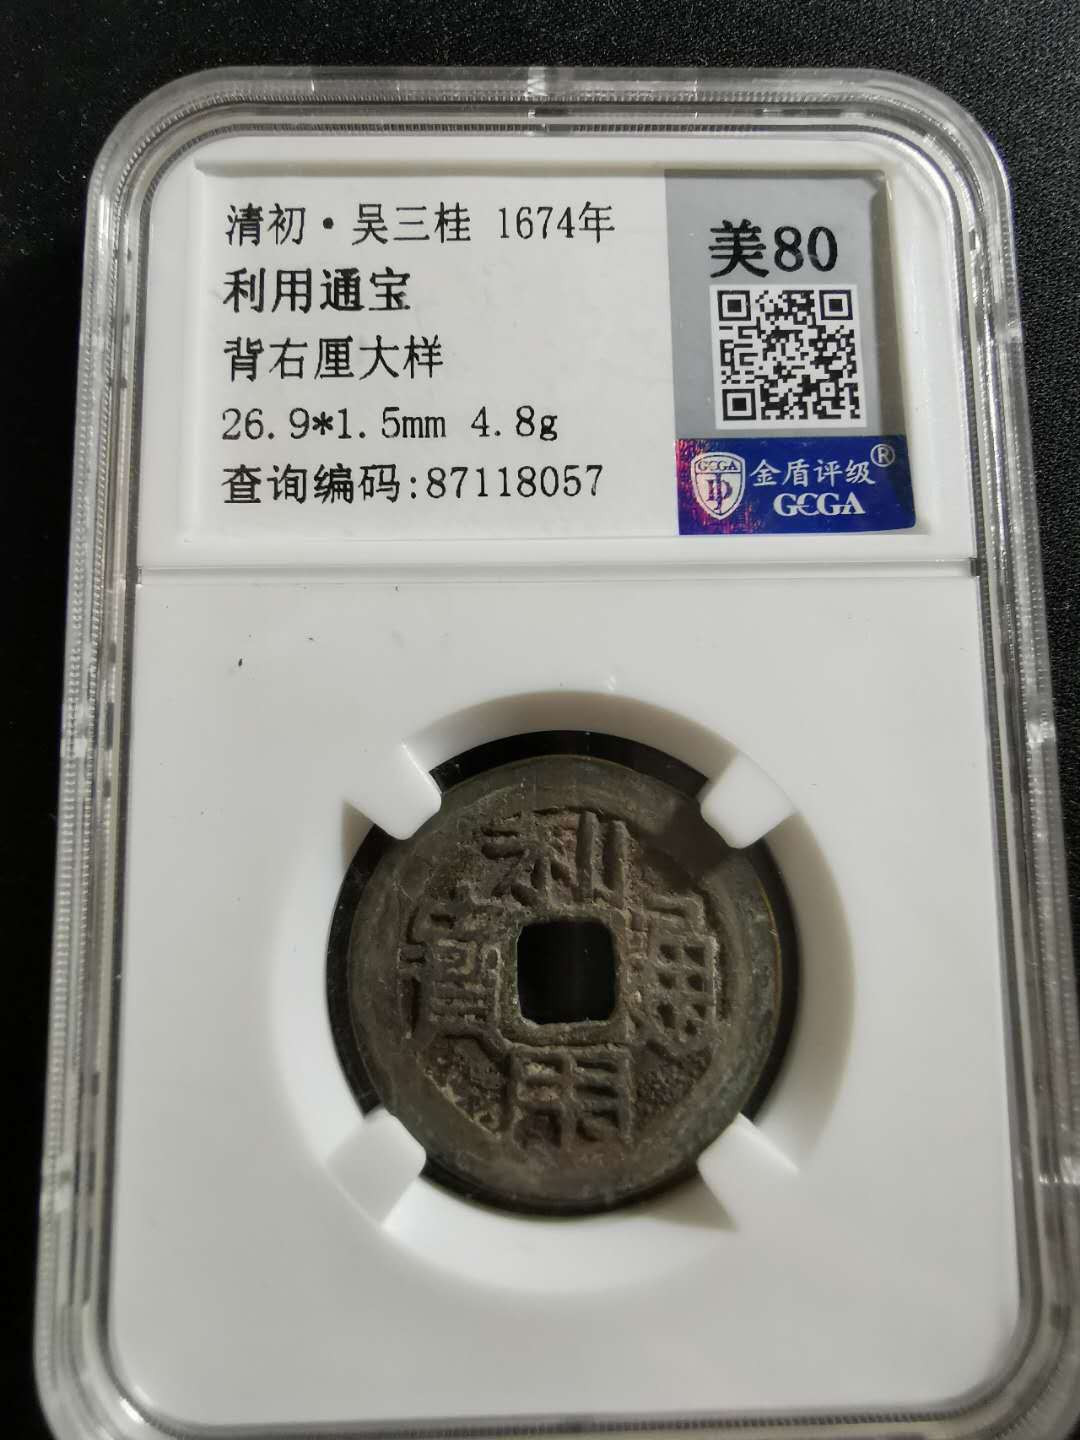 清初·吴三桂 1674年
利用通宝
背右厘大样
26.9*1.5mm 4.8g
查询编码:87118057
美80
GCGA
金盾评级®
GCGA
利
寶 通
用